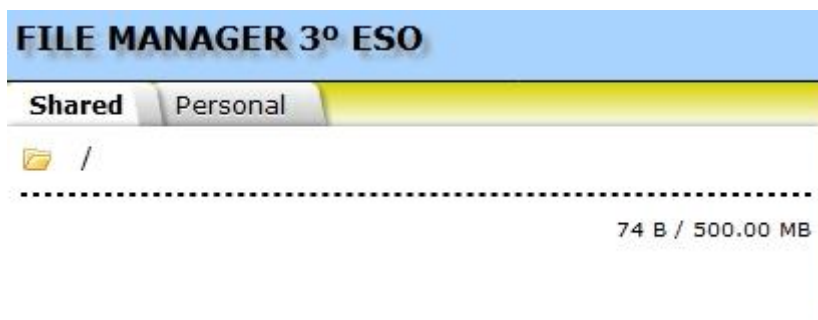 FILE MANAGER 3º ESO
Shared Personal
/
74 B / 500.00 MB